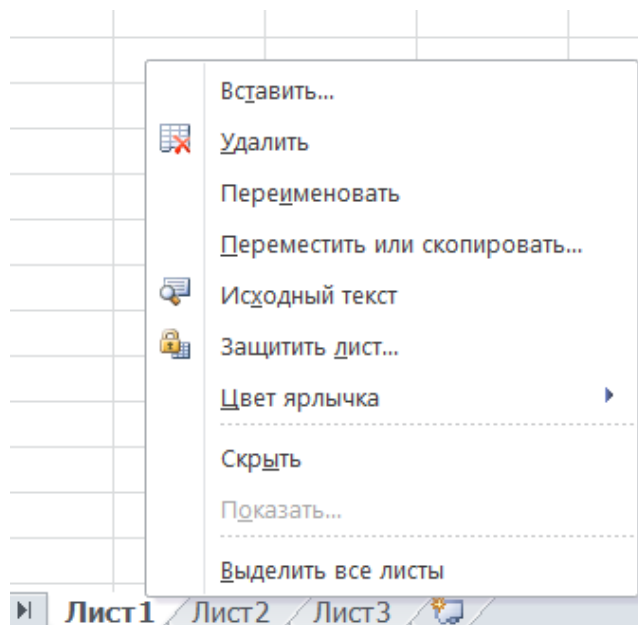 Вставить...
Удалить
Переименовать
Переместить или скопировать...
Исходный текст
Защитить лист...
Цвет ярлычка
Скрыть
Показать...
Выделить все листы
Лист1 Лист2 Лист3